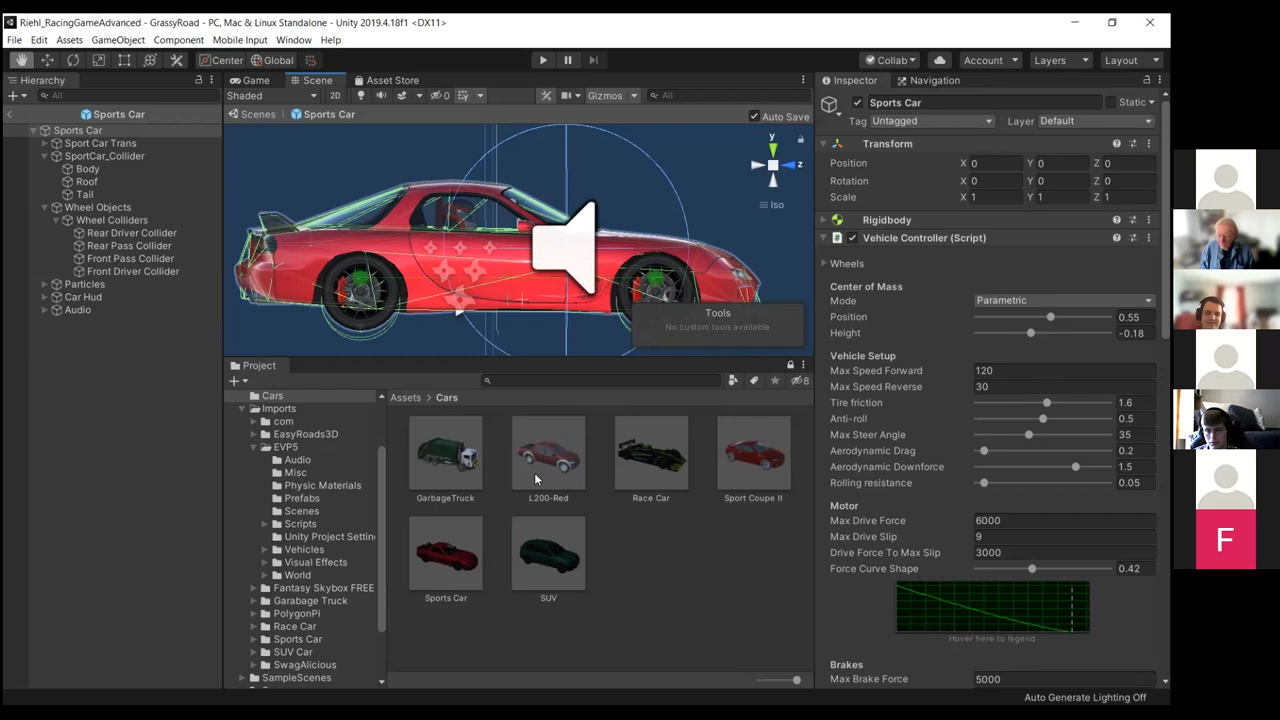 Riehl_RacingGameAdvanced - GrassyRoad - PC, Mac & Linux Standalone - Unity 2019.4.18f1 <DX11>
File Edit Assets GameObject Component Mobile Input Window Help
Center Global Collab Account Layers Layout
Hierarchy
All
Sports Car
Sports Car
Sport Car Trans
SportCar_Collider
Body
Roof
Tail
Wheel Objects
Wheel Colliders
Rear Driver Collider
Rear Pass Collider
Front Pass Collider
Front Driver Collider
Particles
Car Hud
Audio
Game Scene Asset Store
Shaded 2D 0 Gizmos All
Scenes Sports Car Auto Save
y
z
Iso
Tools
No custom tools available
Project
8
Cars
Imports
com
EasyRoads3D
EVP5
Audio
Misc
Physic Materials
Prefabs
Scenes
Scripts
Unity Project Settin
Vehicles
Visual Effects
World
Fantasy Skybox FREE
Garabage Truck
PolygonPi
Race Car
Sports Car
SUV Car
SwagAlicious
SampleScenes
Assets Cars
GarbageTruck L200-Red Race Car Sport Coupe II
Sports Car SUV
Inspector Navigation
Sports Car Static
Tag Untagged Layer Default
Transform
Position X 0 Y 0 Z 0
Rotation X 0 Y 0 Z 0
Scale X 1 Y 1 Z 1
Rigidbody
Vehicle Controller (Script)
Wheels
Center of Mass
Mode Parametric
Position 0.55
Height -0.18
Vehicle Setup
Max Speed Forward 120
Max Speed Reverse 30
Tire friction 1.6
Anti-roll 0.5
Max Steer Angle 35
Aerodynamic Drag 0.2
Aerodynamic Downforce 1.5
Rolling resistance 0.05
Motor
Max Drive Force 6000
Max Drive Slip 9
Drive Force To Max Slip 3000
Force Curve Shape 0.42
Hover here to legend
Brakes
Max Brake Force 5000
Auto Generate Lighting Off
F